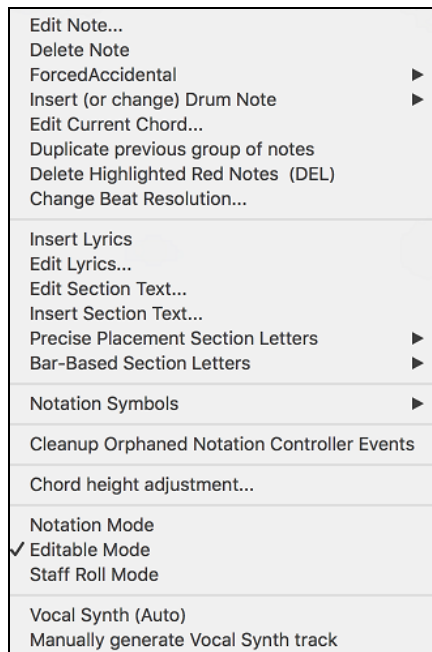 Edit Note...
Delete Note
ForcedAccidental
Insert (or change) Drum Note
Edit Current Chord...
Duplicate previous group of notes
Delete Highlighted Red Notes  (DEL)
Change Beat Resolution...
Insert Lyrics
Edit Lyrics...
Edit Section Text...
Insert Section Text...
Precise Placement Section Letters
Bar-Based Section Letters
Notation Symbols
Cleanup Orphaned Notation Controller Events
Chord height adjustment...
Notation Mode
Editable Mode
Staff Roll Mode
Vocal Synth (Auto)
Manually generate Vocal Synth track